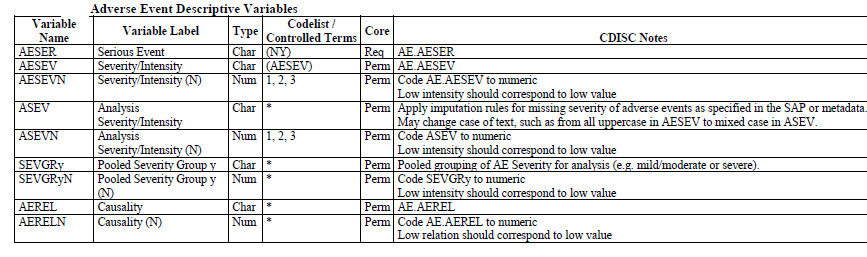 Adverse Event Descriptive Variables
Variable Name Variable Label Type Codelist / Controlled Terms Core CDISC Notes
AESER Serious Event Char (NY) Req AE.AESER
AESEV Severity/Intensity Char (AESEV) Perm AE.AESEV
AESEVN Severity/Intensity (N) Num 1, 2, 3 Perm Code AE.AESEV to numeric
Low intensity should correspond to low value
ASEV Analysis Char * Perm Apply imputation rules for missing severity of adverse events as specified in the SAP or metadata.
Severity/Intensity May change case of text, such as from all uppercase in AESEV to mixed case in ASEV.
ASEVN Analysis Num 1, 2, 3 Perm Code ASEV to numeric
Severity/Intensity (N) Low intensity should correspond to low value
SEVGRy Pooled Severity Group y Char * Perm Pooled grouping of AE Severity for analysis (e.g. mild/moderate or severe).
SEVGRyN Pooled Severity Group y Num * Perm Code SEVGRy to numeric
(N) Low intensity should correspond to low value
AEREL Causality Char * Perm AE.AEREL
AERELN Causality (N) Num * Perm Code AE.AEREL to numeric
Low relation should correspond to low value